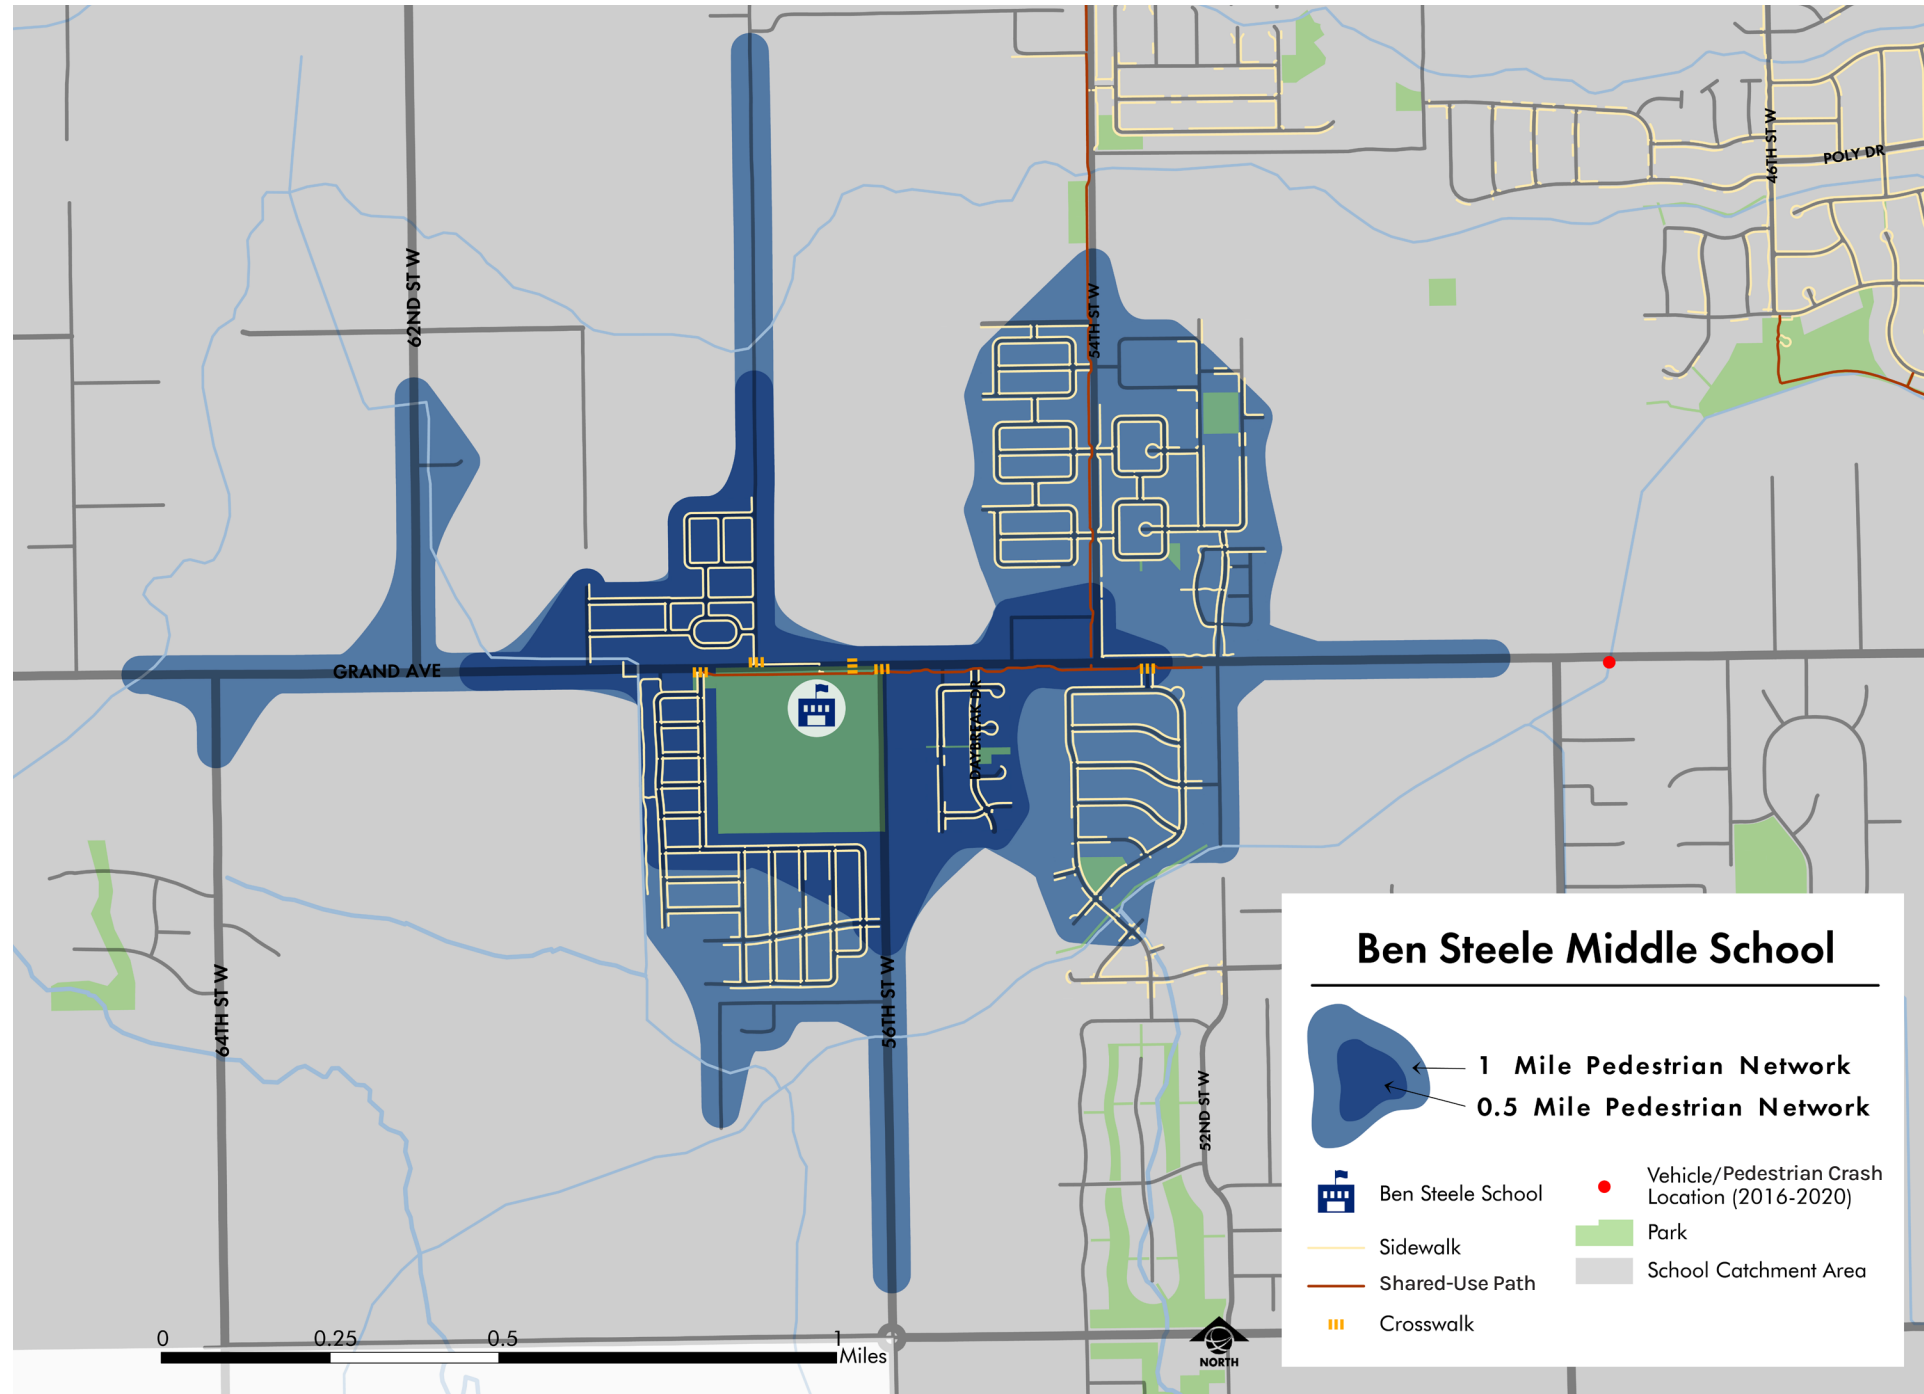 46TH ST W
POLY DR
62ND ST W
54TH ST W
GRAND AVE
DAYBREAK DR
64TH ST W
56TH ST W
52ND ST W
Ben Steele Middle School
1 Mile Pedestrian Network
0.5 Mile Pedestrian Network
Ben Steele School
Sidewalk
Shared-Use Path
Crosswalk
Vehicle/Pedestrian Crash
Location (2016-2020)
Park
School Catchment Area
0 0.25 0.5 1
Miles
NORTH